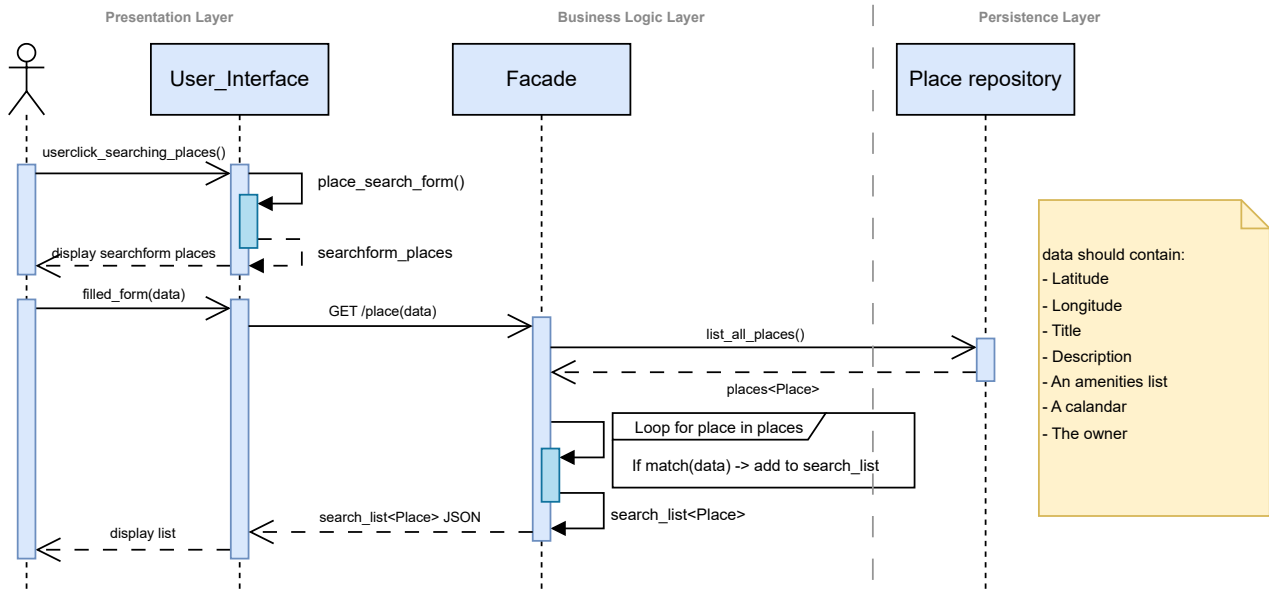 Presentation Layer
Business Logic Layer
Persistence Layer
User_Interface
Facade
Place repository
userclick_searching_places()
place_search_form()
searchform_places
display searchform places
filled_form(data)
GET /place(data)
list_all_places()
places<Place>
Loop for place in places
If match(data) -> add to search_list
search_list<Place>
search_list<Place> JSON
display list
data should contain:
- Latitude
- Longitude
- Title
- Description
- An amenities list
- A calandar
- The owner